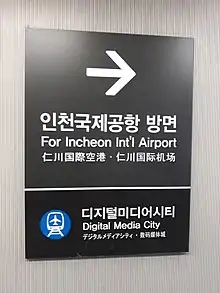 인천국제공항 방면
For Incheon Int'l Airport
仁川国際空港・仁川国际机场
디지털미디어시티
Digital Media City
デジタルメディアシティ・数码媒体城